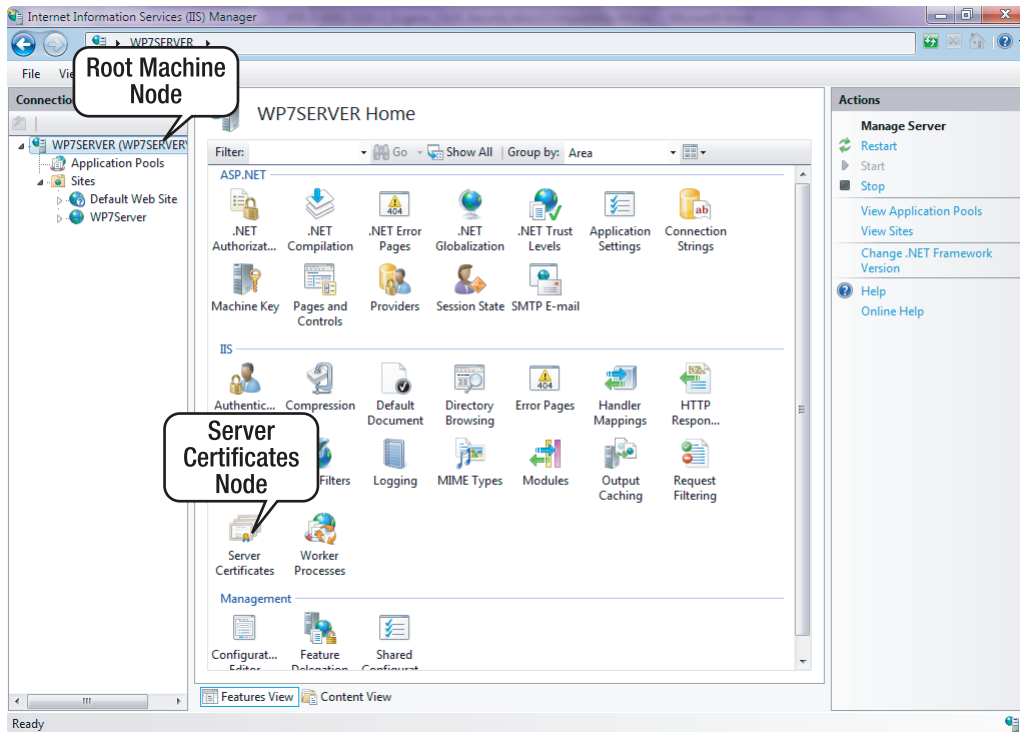 Internet Information Services (IIS) Manager
WP7SERVER
File
Root Machine
Node
WP7SERVER (WP7SERVER
Application Pools
Sites
Default Web Site
WP7Server
WP7SERVER Home
Filter: Go Show All Group by: Area
ASP.NET
.NET
Authorizat...
.NET
Compilation
.NET Error
Pages
.NET
Globalization
.NET Trust
Levels
Application
Settings
Connection
Strings
Machine Key
Pages and
Controls
Providers
Session State
SMTP E-mail
IIS
Authentic...
Compression
Default
Document
Directory
Browsing
Error Pages
Handler
Mappings
HTTP
Respon...
Server
Certificates
Node
Filters
Logging
MIME Types
Modules
Output
Caching
Request
Filtering
Server
Certificates
Worker
Processes
Management
Configurat...
Editor
Feature
Delegation
Shared
Configurat...
Features View
Content View
Actions
Manage Server
Restart
Start
Stop
View Application Pools
View Sites
Change .NET Framework
Version
Help
Online Help
Ready